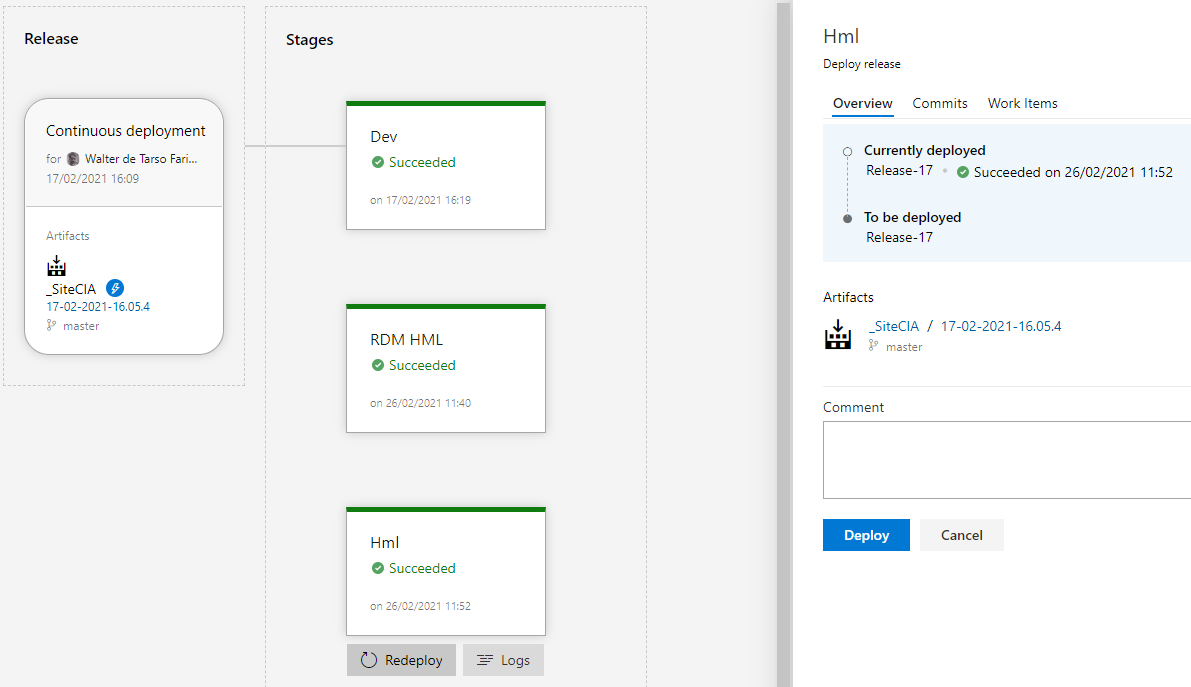 Release
Continuous deployment
for Walter de Tarso Fari...
17/02/2021 16:09
Artifacts
_SiteCIA
17-02-2021-16.05.4
master
Stages
Dev
Succeeded
on 17/02/2021 16:19
RDM HML
Succeeded
on 26/02/2021 11:40
Hml
Succeeded
on 26/02/2021 11:52
Redeploy Logs
Hml
Deploy release
Overview Commits Work Items
Currently deployed
Release-17 • Succeeded on 26/02/2021 11:52
To be deployed
Release-17
Artifacts
_SiteCIA / 17-02-2021-16.05.4
master
Comment
Deploy Cancel